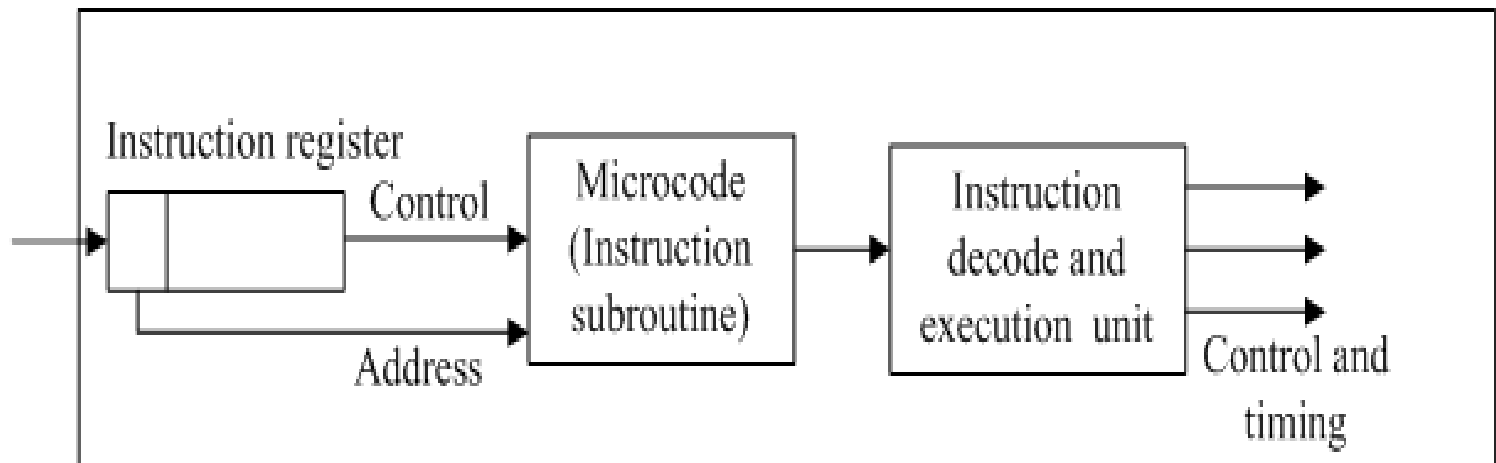 Instruction register
Control
Address
Microcode
(Instruction
subroutine)
Instruction
decode and
execution unit
Control and
timing